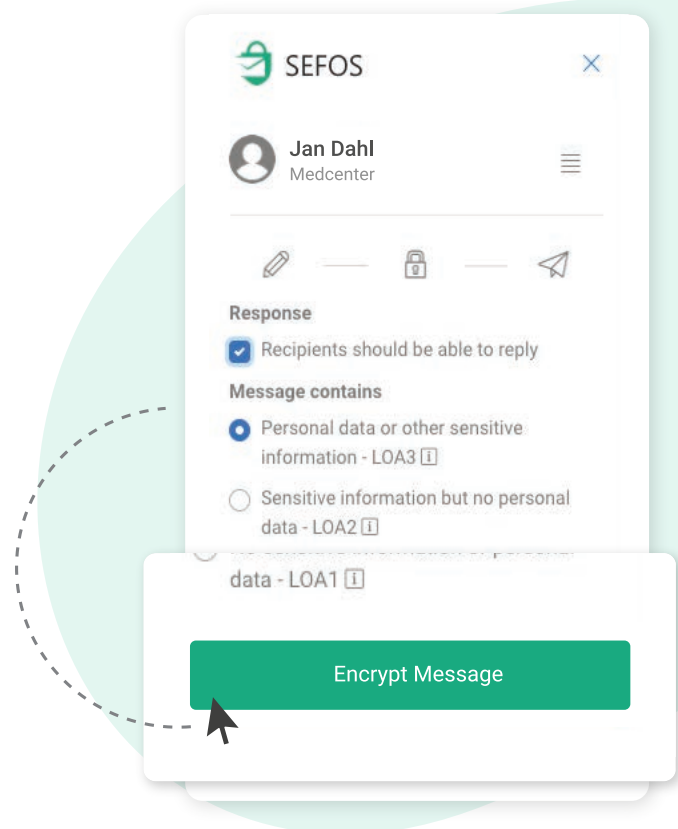 SEFOS
Jan Dahl
Medcenter
Response
Recipients should be able to reply
Message contains
Personal data or other sensitive
information - LOA3
Sensitive information but no personal
data - LOA2
data - LOA1
Encrypt Message